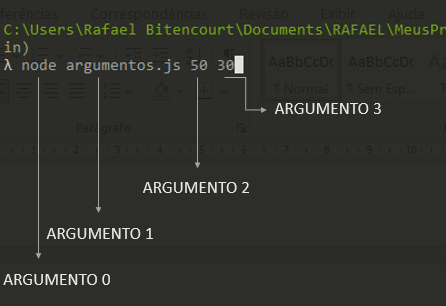 erências Correspondências Revisão Exibir Ajuda
C:\Users\Rafael Bitencourt\Documents\RAFAEL\MeusPr
in)
λ node argumentos.js 50 30
AaBbCcDc AaBbCcDc
¶ Normal ¶ Sem Esp...
Parágrafo
ARGUMENTO 3
ARGUMENTO 2
ARGUMENTO 1
ARGUMENTO 0